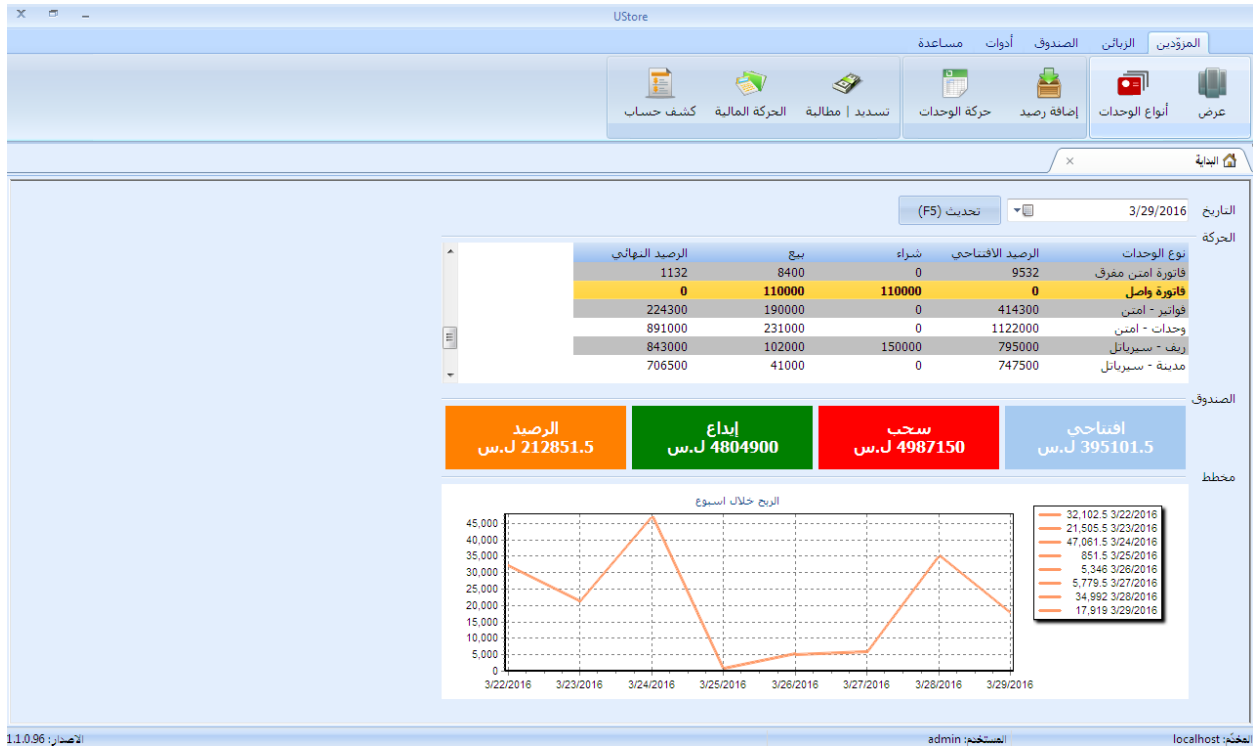 UStore
المزوّدين الزبائن الصندوق أدوات مساعدة
عرض أنواع الوحدات إضافة رصيد حركة الوحدات تسديد | مطالبة الحركة المالية كشف حساب
البداية
التاريخ 3/29/2016 تحديث (F5)
الحركة
نوع الوحدات الرصيد الافتتاحي شراء بيع الرصيد النهائي
فاتورة امتن مفرق 9532 0 8400 1132
فاتورة واصل 0 110000 110000 0
فواتير - امتن 414300 0 190000 224300
وحدات - امتن 1122000 0 231000 891000
ريف - سيرياتل 795000 150000 102000 843000
مدينة - سيرياتل 747500 0 41000 706500
الصندوق
افتتاحي سحب إيداع الرصيد
395101.5 ل.س 4987150 ل.س 4804900 ل.س 212851.5 ل.س
مخطط
الربح خلال اسبوع
32,102.5 3/22/2016
21,505.5 3/23/2016
47,061.5 3/24/2016
851.5 3/25/2016
5,346 3/26/2016
5,779.5 3/27/2016
34,992 3/28/2016
17,919 3/29/2016
45,000
40,000
35,000
30,000
25,000
20,000
15,000
10,000
5,000
0
3/22/2016 3/23/2016 3/24/2016 3/25/2016 3/26/2016 3/27/2016 3/28/2016 3/29/2016
المخدّم: localhost المستخدم: admin الاصدار: 1.1.0.96